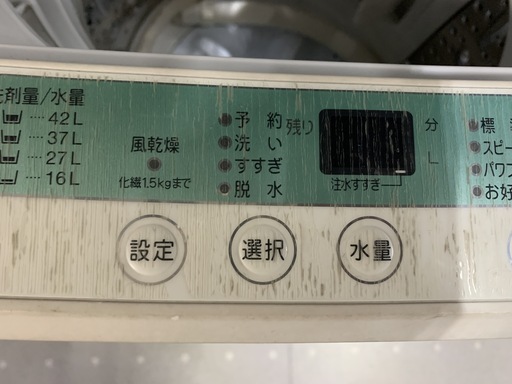 洗剤量/水量
42L
37L
27L
16L
風乾燥
化繊1.5kgまで
予約
洗い
すすぎ
脱水
残り
分
L
注水すすぎ
標
スピー
パワフ
お好
設定
選択
水量